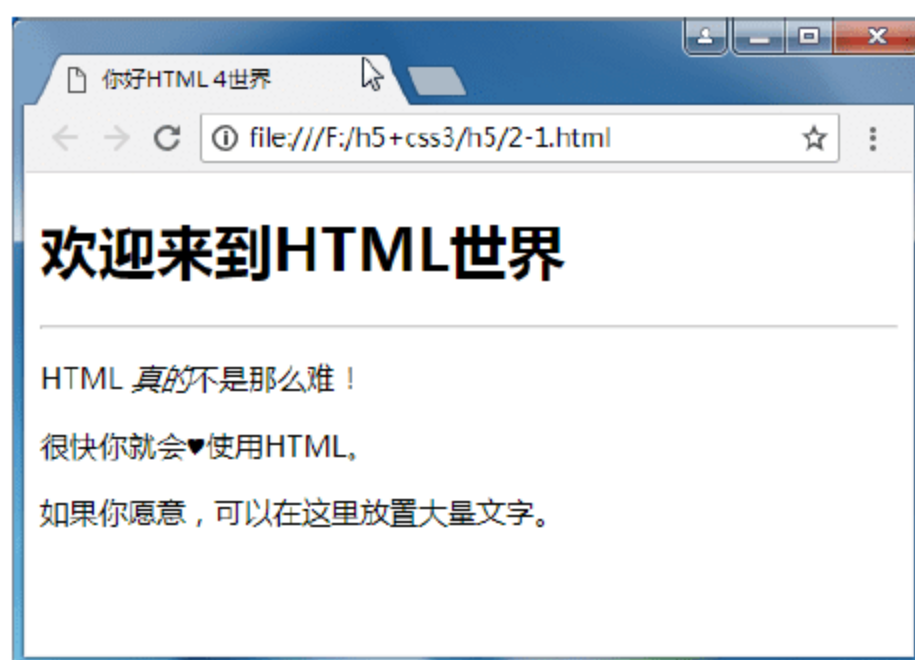 你好HTML 4世界
file:///F:/h5+css3/h5/2-1.html
欢迎来到HTML世界
HTML 真的不是那么难！
很快你就会♥使用HTML。
如果你愿意，可以在这里放置大量文字。